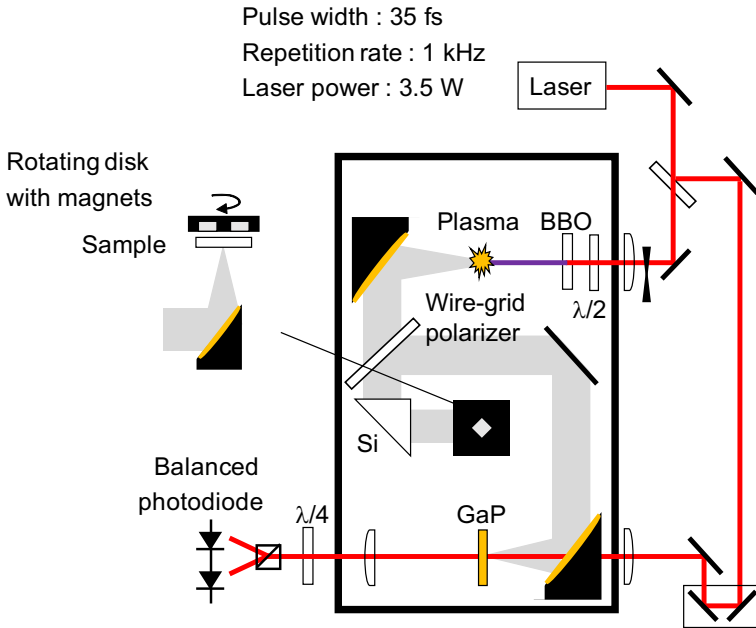 Pulse width : 35 fs
Repetition rate : 1 kHz
Laser power : 3.5 W
Laser
Rotating disk
with magnets
Sample
Plasma
BBO
λ/2
Wire-grid
polarizer
Si
Balanced
photodiode
λ/4
GaP